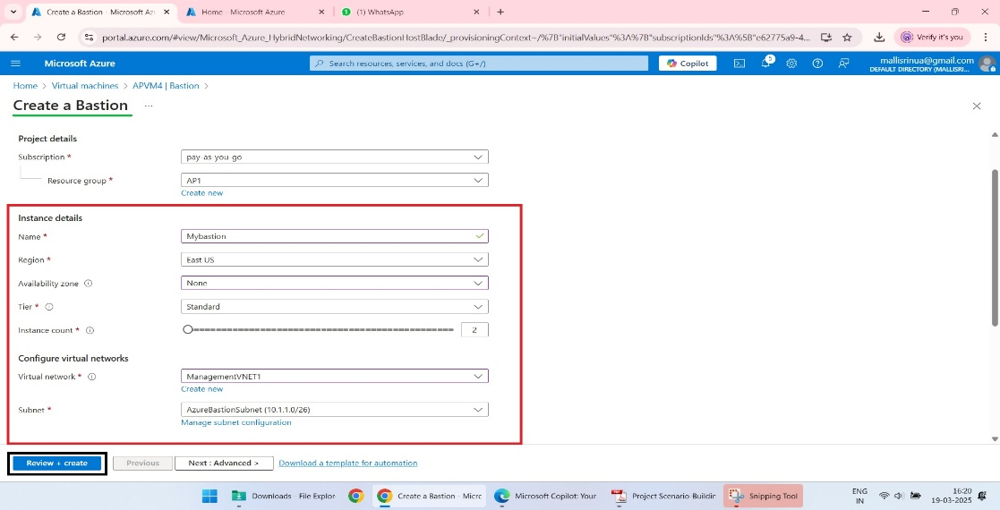 Create a Bastion - Microsoft Az
Home - Microsoft Azure
(1) WhatsApp
portal.azure.com/#view/Microsoft_Azure_HybridNetworking/CreateBastionHostBlade/_provisioningContext~/%7B"initialValues"%3A%7B"subscriptionIds"%3A%5B"e62775a9-4...
Verify it's you
Microsoft Azure
Search resources, services, and docs (G+/)
Copilot
5
mallisrinua@gmail.com
DEFAULT DIRECTORY (MALLISRI...
Home > Virtual machines > APVM4 | Bastion >
Create a Bastion ...
Project details
Subscription *
pay-as-you-go
Resource group *
AP1
Create new
Instance details
Name *
Mybastion
Region *
East US
Availability zone
None
Tier *
Standard
Instance count *
2
Configure virtual networks
Virtual network *
ManagementVNET1
Create new
Subnet *
AzureBastionSubnet (10.1.1.0/26)
Manage subnet configuration
Review + create
Previous
Next : Advanced >
Download a template for automation
Downloads - File Explor
Create a Bastion - Micrc
Microsoft Copilot: Your
Project Scenario-Buildir
Snipping Tool
ENG
IN
16:20
19-03-2025